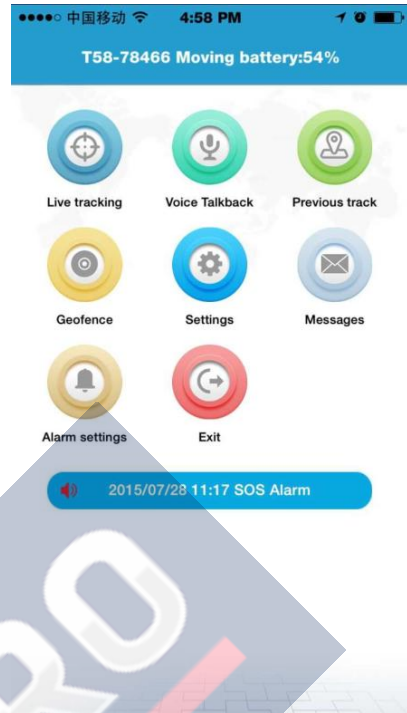 中国移动 4:58 PM
T58-78466 Moving battery:54%
Live tracking Voice Talkback Previous track
Geofence Settings Messages
Alarm settings Exit
2015/07/28 11:17 SOS Alarm
RO